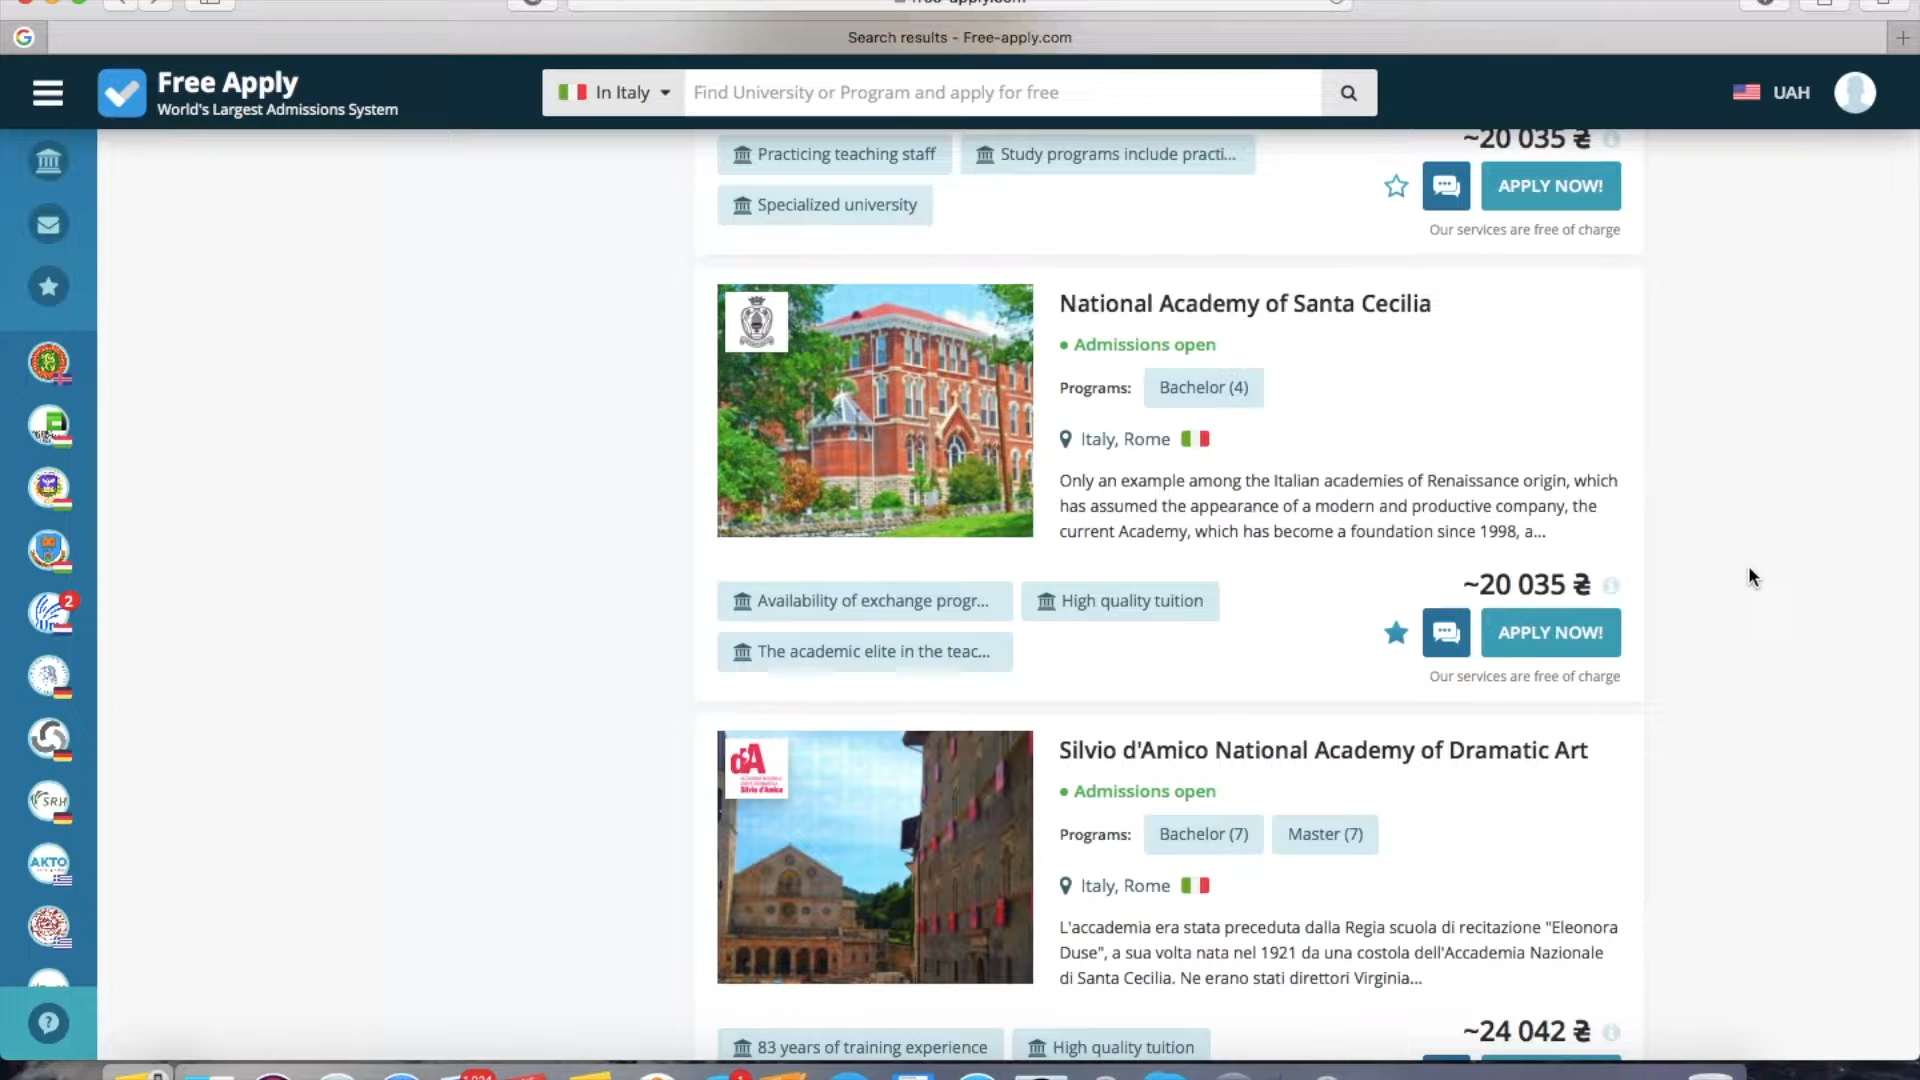 Search results - Free-apply.com
Free Apply
World's Largest Admissions System
In Italy
Find University or Program and apply for free
UAH
~20 035 ₴
Practicing teaching staff
Study programs include practi...
Specialized university
APPLY NOW!
Our services are free of charge
National Academy of Santa Cecilia
Admissions open
Programs: Bachelor (4)
Italy, Rome
Only an example among the Italian academies of Renaissance origin, which
has assumed the appearance of a modern and productive company, the
current Academy, which has become a foundation since 1998, a...
~20 035 ₴
Availability of exchange progr...
High quality tuition
The academic elite in the teac...
APPLY NOW!
Our services are free of charge
Silvio d'Amico National Academy of Dramatic Art
Admissions open
Programs: Bachelor (7) Master (7)
Italy, Rome
L'accademia era stata preceduta dalla Regia scuola di recitazione "Eleonora
Duse", a sua volta nata nel 1921 da una costola dell'Accademia Nazionale
di Santa Cecilia. Ne erano stati direttori Virginia...
~24 042 ₴
83 years of training experience
High quality tuition
2
SRH
AKTO
dA
Silvio d'Amico